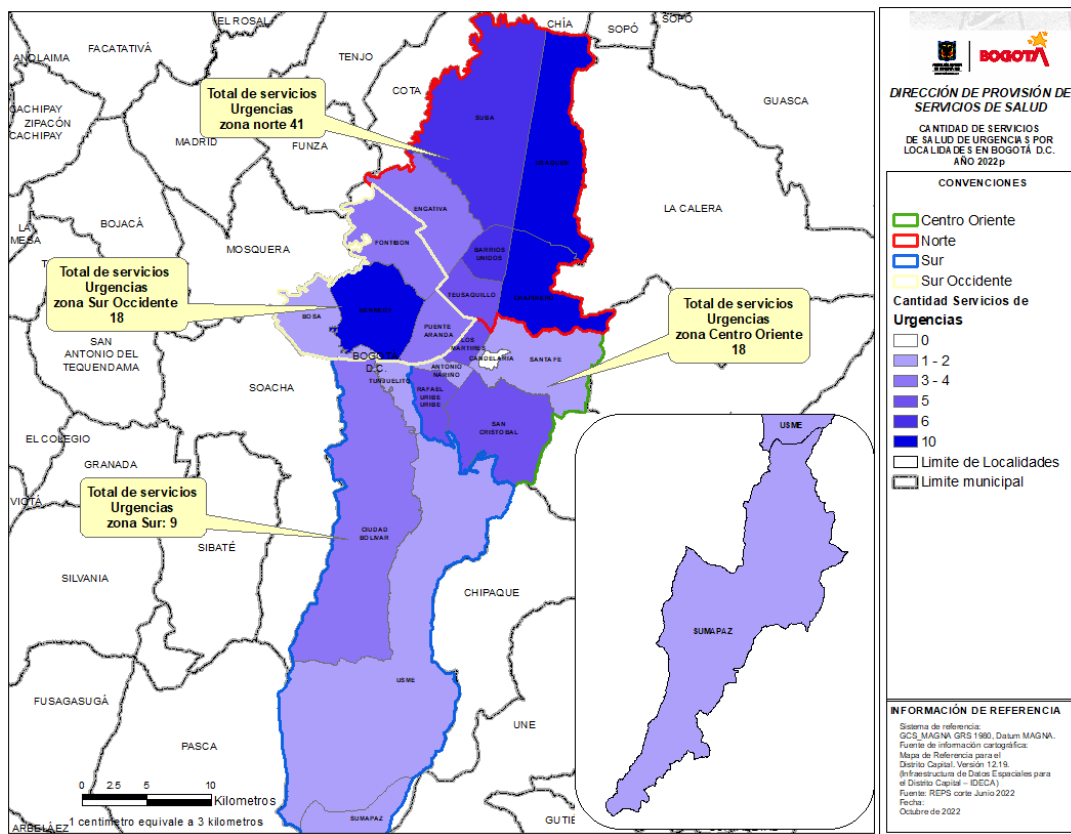 EL ROSAL
CHÍA
SOPÓ
SOPÓ
FACATATIVÁ
ANOLAIMA
TENJO
COTA
GUASCA
CACHIPAY
ZIPACÓN
CACHIPAY
MADRID
FUNZA
Total de servicios
Urgencias
zona norte 41
SUBA
USAQUEN
LA CALERA
BOJACÁ
LA
MESA
MOSQUERA
ENGATIVA
FONTIBON
BARRIOS
UNIDOS
TEUSAQUILLO
CHAPINERO
Total de servicios
Urgencias
zona Sur Occidente
18
KENNEDY
BOSA
PUENTE
ARANDA
LOS
MARTIRES
CANDELARIA
SANTA FE
Total de servicios
Urgencias
zona Centro Oriente
18
BOGOTÁ
D.C.
ANTONIO
NARIÑO
TUNJUELITO
RAFAEL
URIBE
URIBE
SAN
CRISTOBAL
SAN
ANTONIO DEL
TEQUENDAMA
SOACHA
EL COLEGIO
GRANADA
VIOTÁ
Total de servicios
Urgencias
zona Sur: 9
SIBATÉ
SILVANIA
CIUDAD
BOLIVAR
CHIPAQUE
USME
USME
SUMAPAZ
FUSAGASUGÁ
PASCA
UNE
0
2.5
5
10
Kilometros
1 centimetro equivale a 3 kilometros
SUMAPAZ
ARBELÁEZ
BOGOTÁ
DIRECCIÓN DE PROVISIÓN DE
SERVICIOS DE SALUD
CANTIDAD DE SERVICIOS
DE SALUD DE URGENCIAS POR
LOCALIDADES EN BOGOTÁ D.C.
AÑO 2022p
CONVENCIONES
Centro Oriente
Norte
Sur
Sur Occidente
Cantidad Servicios de
Urgencias
0
1 - 2
3 - 4
5
6
10
Limite de Localidades
Limite municipal
INFORMACIÓN DE REFERENCIA
Sistema de referencia:
GCS_MAGNA GRS 1980, Datum MAGNA.
Fuente de información cartográfica:
Mapa de Referencia para el
Distrito Capital. Versión 12.19.
(Infraestructura de Datos Espaciales para
el Distrito Capital – IDECA)
Fuente: REPS corte Junio 2022
Fecha:
Octubre de 2022